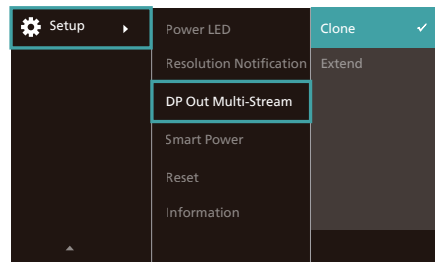 Setup
Power LED
Resolution Notification
DP Out Multi-Stream
Smart Power
Reset
Information
Clone
Extend